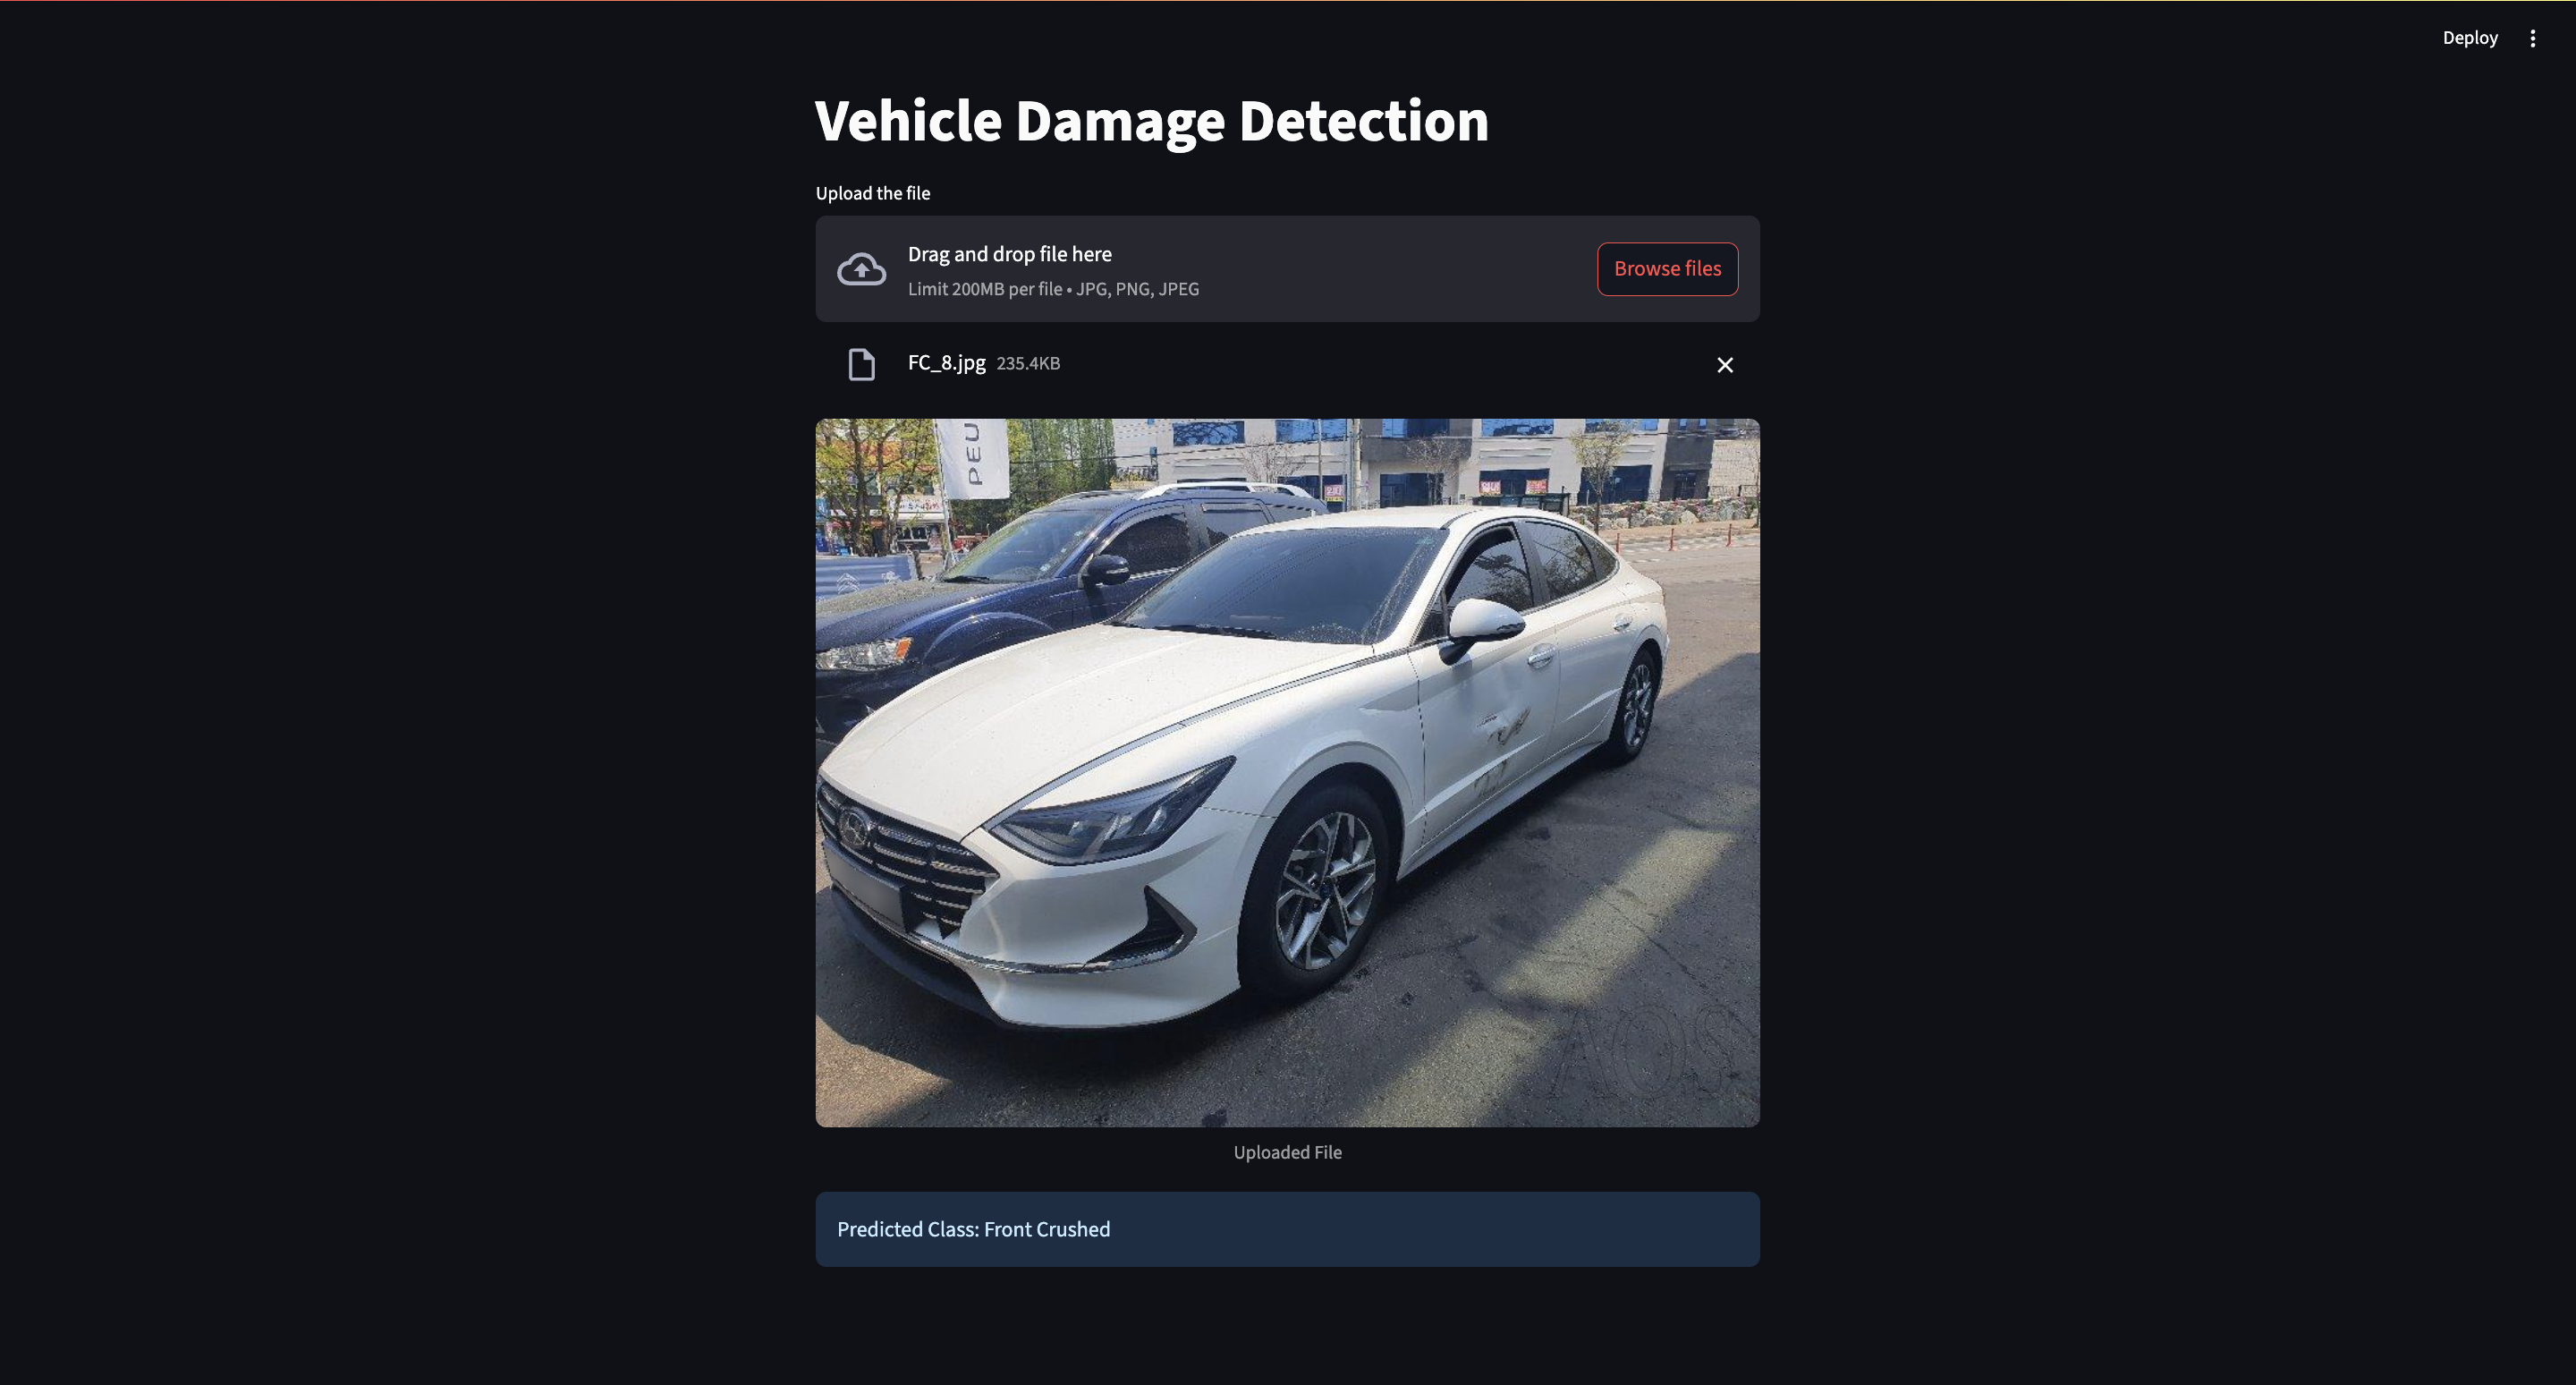 Deploy
Vehicle Damage Detection
Upload the file
Drag and drop file here
Limit 200MB per file • JPG, PNG, JPEG
Browse files
FC_8.jpg 235.4KB
PEU
AOS
Uploaded File
Predicted Class: Front Crushed